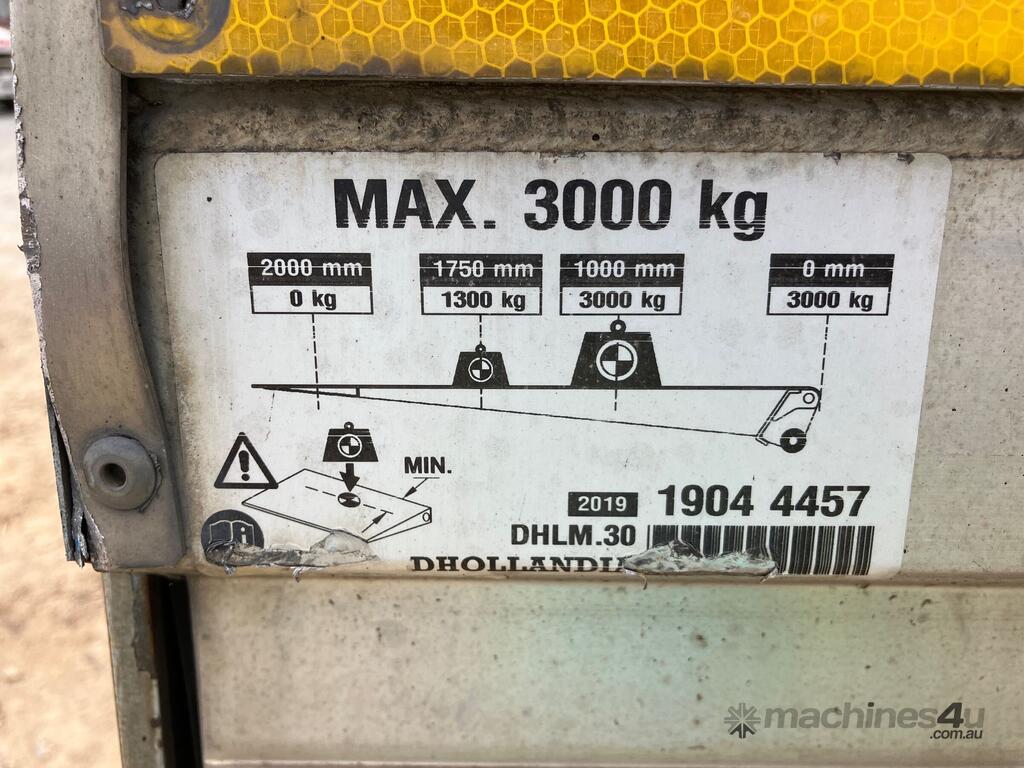 MAX. 3000 kg
2000 mm 1750 mm 1000 mm 0 mm
0 kg 1300 kg 3000 kg 3000 kg
MIN.
2019 1904 4457
DHLM.30
machines4u
.com.au